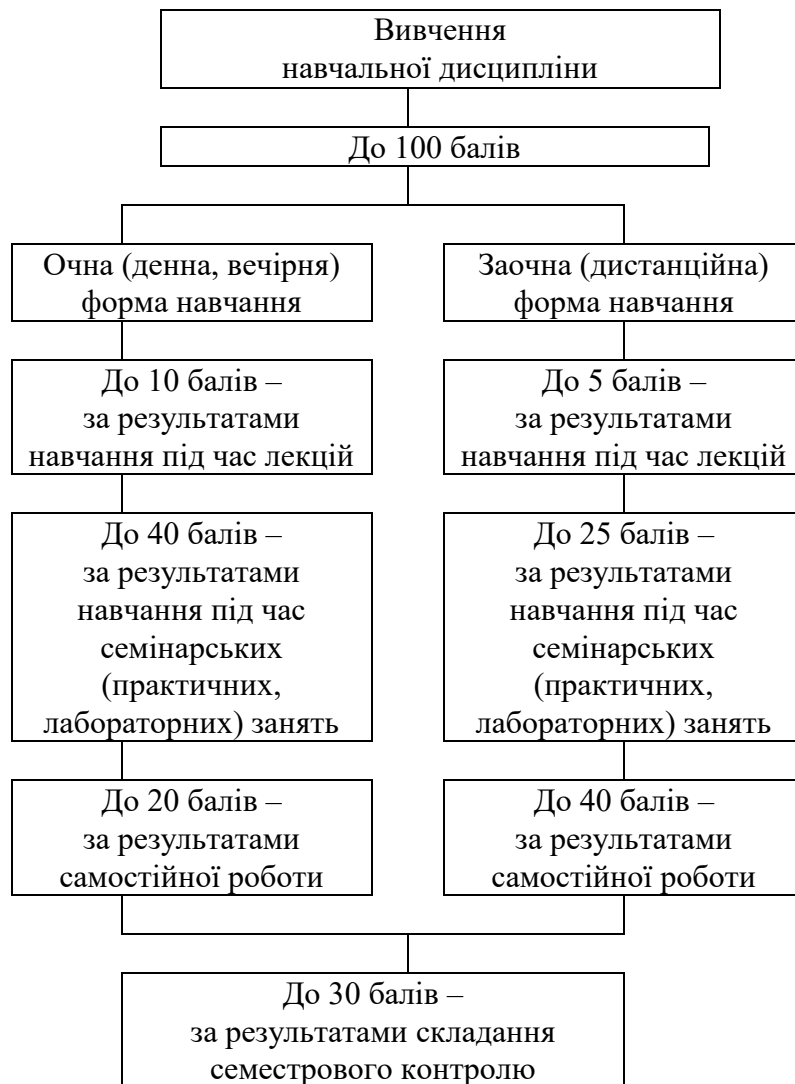 Вивчення
навчальної дисципліни
До 100 балів
Очна (денна, вечірня)
форма навчання
Заочна (дистанційна)
форма навчання
До 10 балів –
за результатами
навчання під час лекцій
До 5 балів –
за результатами
навчання під час лекцій
До 40 балів –
за результатами
навчання під час
семінарських
(практичних,
лабораторних) занять
До 25 балів –
за результатами
навчання під час
семінарських
(практичних,
лабораторних) занять
До 20 балів –
за результатами
самостійної роботи
До 40 балів –
за результатами
самостійної роботи
До 30 балів –
за результатами складання
семестрового контролю